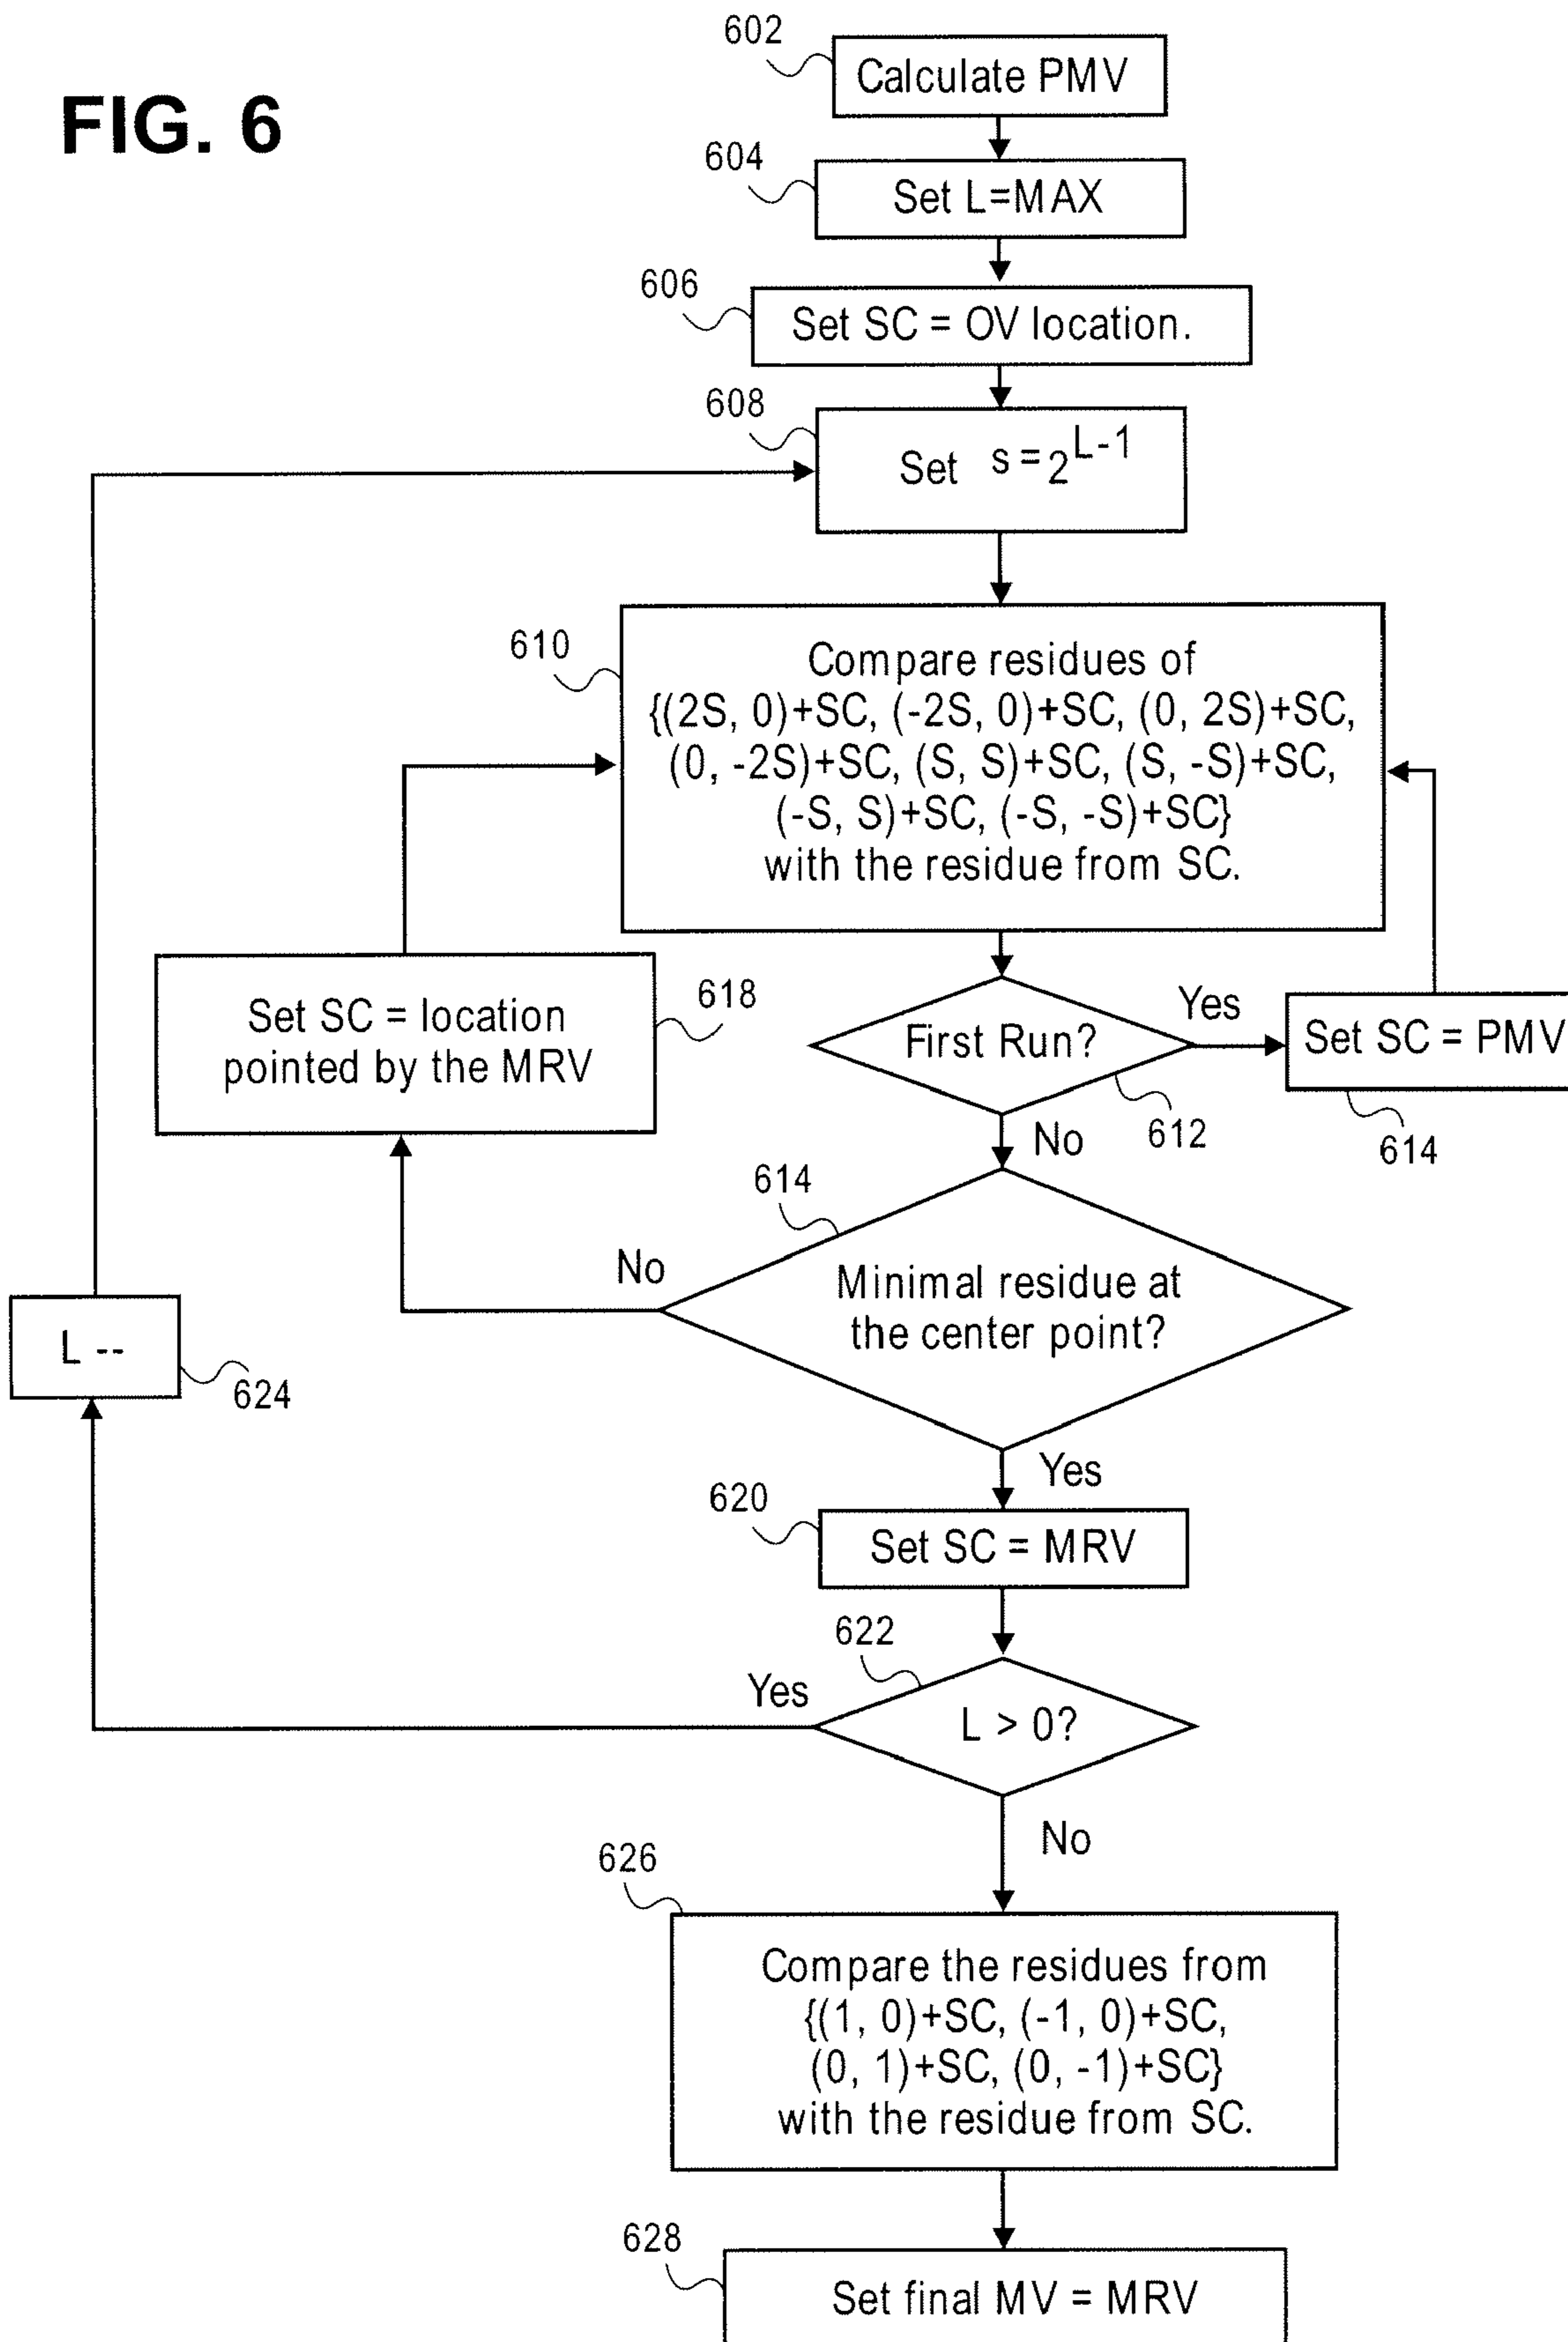 FIG. 6
602
Calculate PMV
604
Set L=MAX
606
Set SC = OV location.
608
Set s = 2^L-1
610
Compare residues of
{(2S, 0)+SC, (-2S, 0)+SC, (0, 2S)+SC,
(0, -2S)+SC, (S, S)+SC, (S, -S)+SC,
(-S, S)+SC, (-S, -S)+SC}
with the residue from SC.
618
Set SC = location
pointed by the MRV
First Run?
612
Yes
Set SC = PMV
614
No
614
Minimal residue at
the center point?
No
L --
624
Yes
620
Set SC = MRV
622
L > 0?
Yes
No
626
Compare the residues from
{(1, 0)+SC, (-1, 0)+SC,
(0, 1)+SC, (0, -1)+SC}
with the residue from SC.
628
Set final MV = MRV